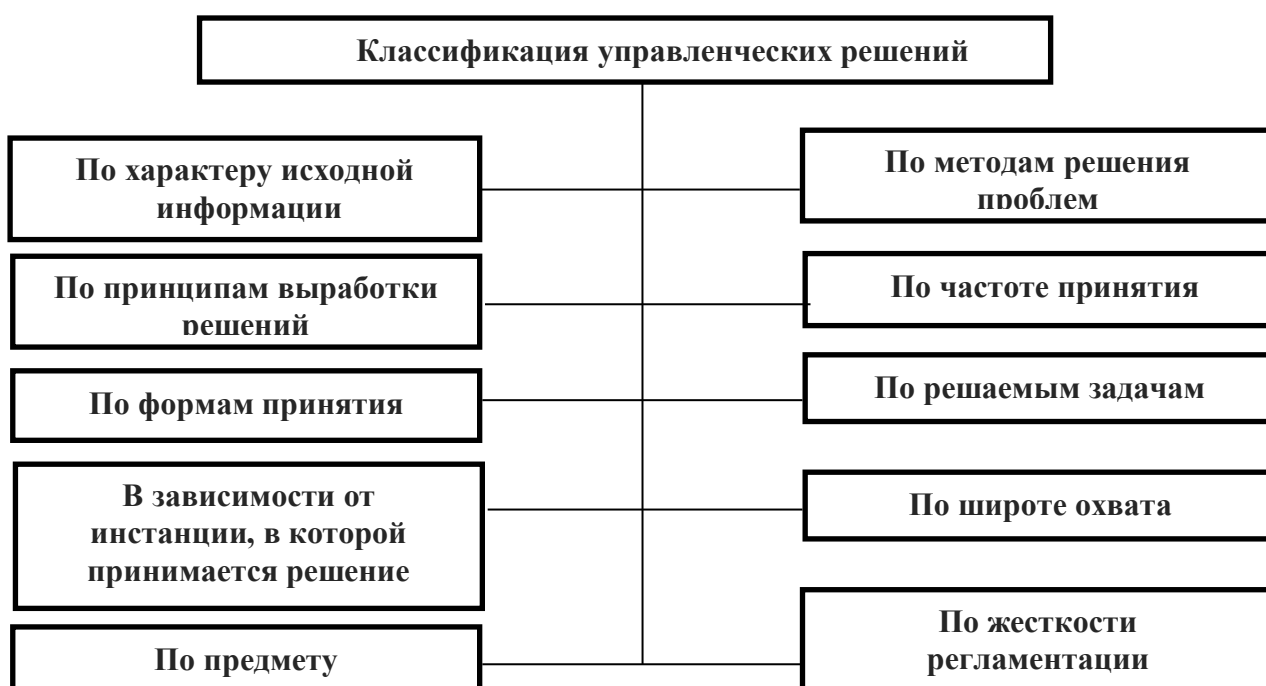 Классификация управленческих решений
По характеру исходной
информации
По методам решения
проблем
По принципам выработки
решений
По частоте принятия
По формам принятия
По решаемым задачам
В зависимости от
инстанции, в которой
принимается решение
По широте охвата
По предмету
По жесткости
регламентации